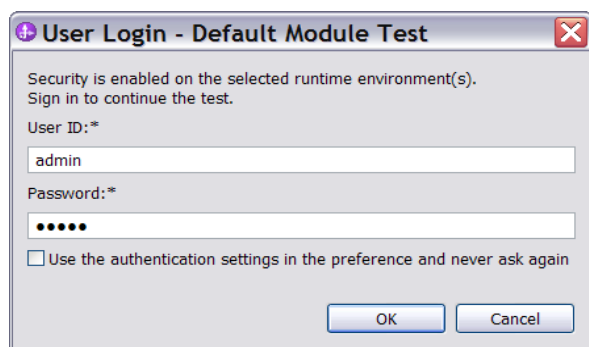 User Login - Default Module Test
Security is enabled on the selected runtime environment(s).
Sign in to continue the test.
User ID:*
admin
Password:*
●●●●●
Use the authentication settings in the preference and never ask again
OK Cancel